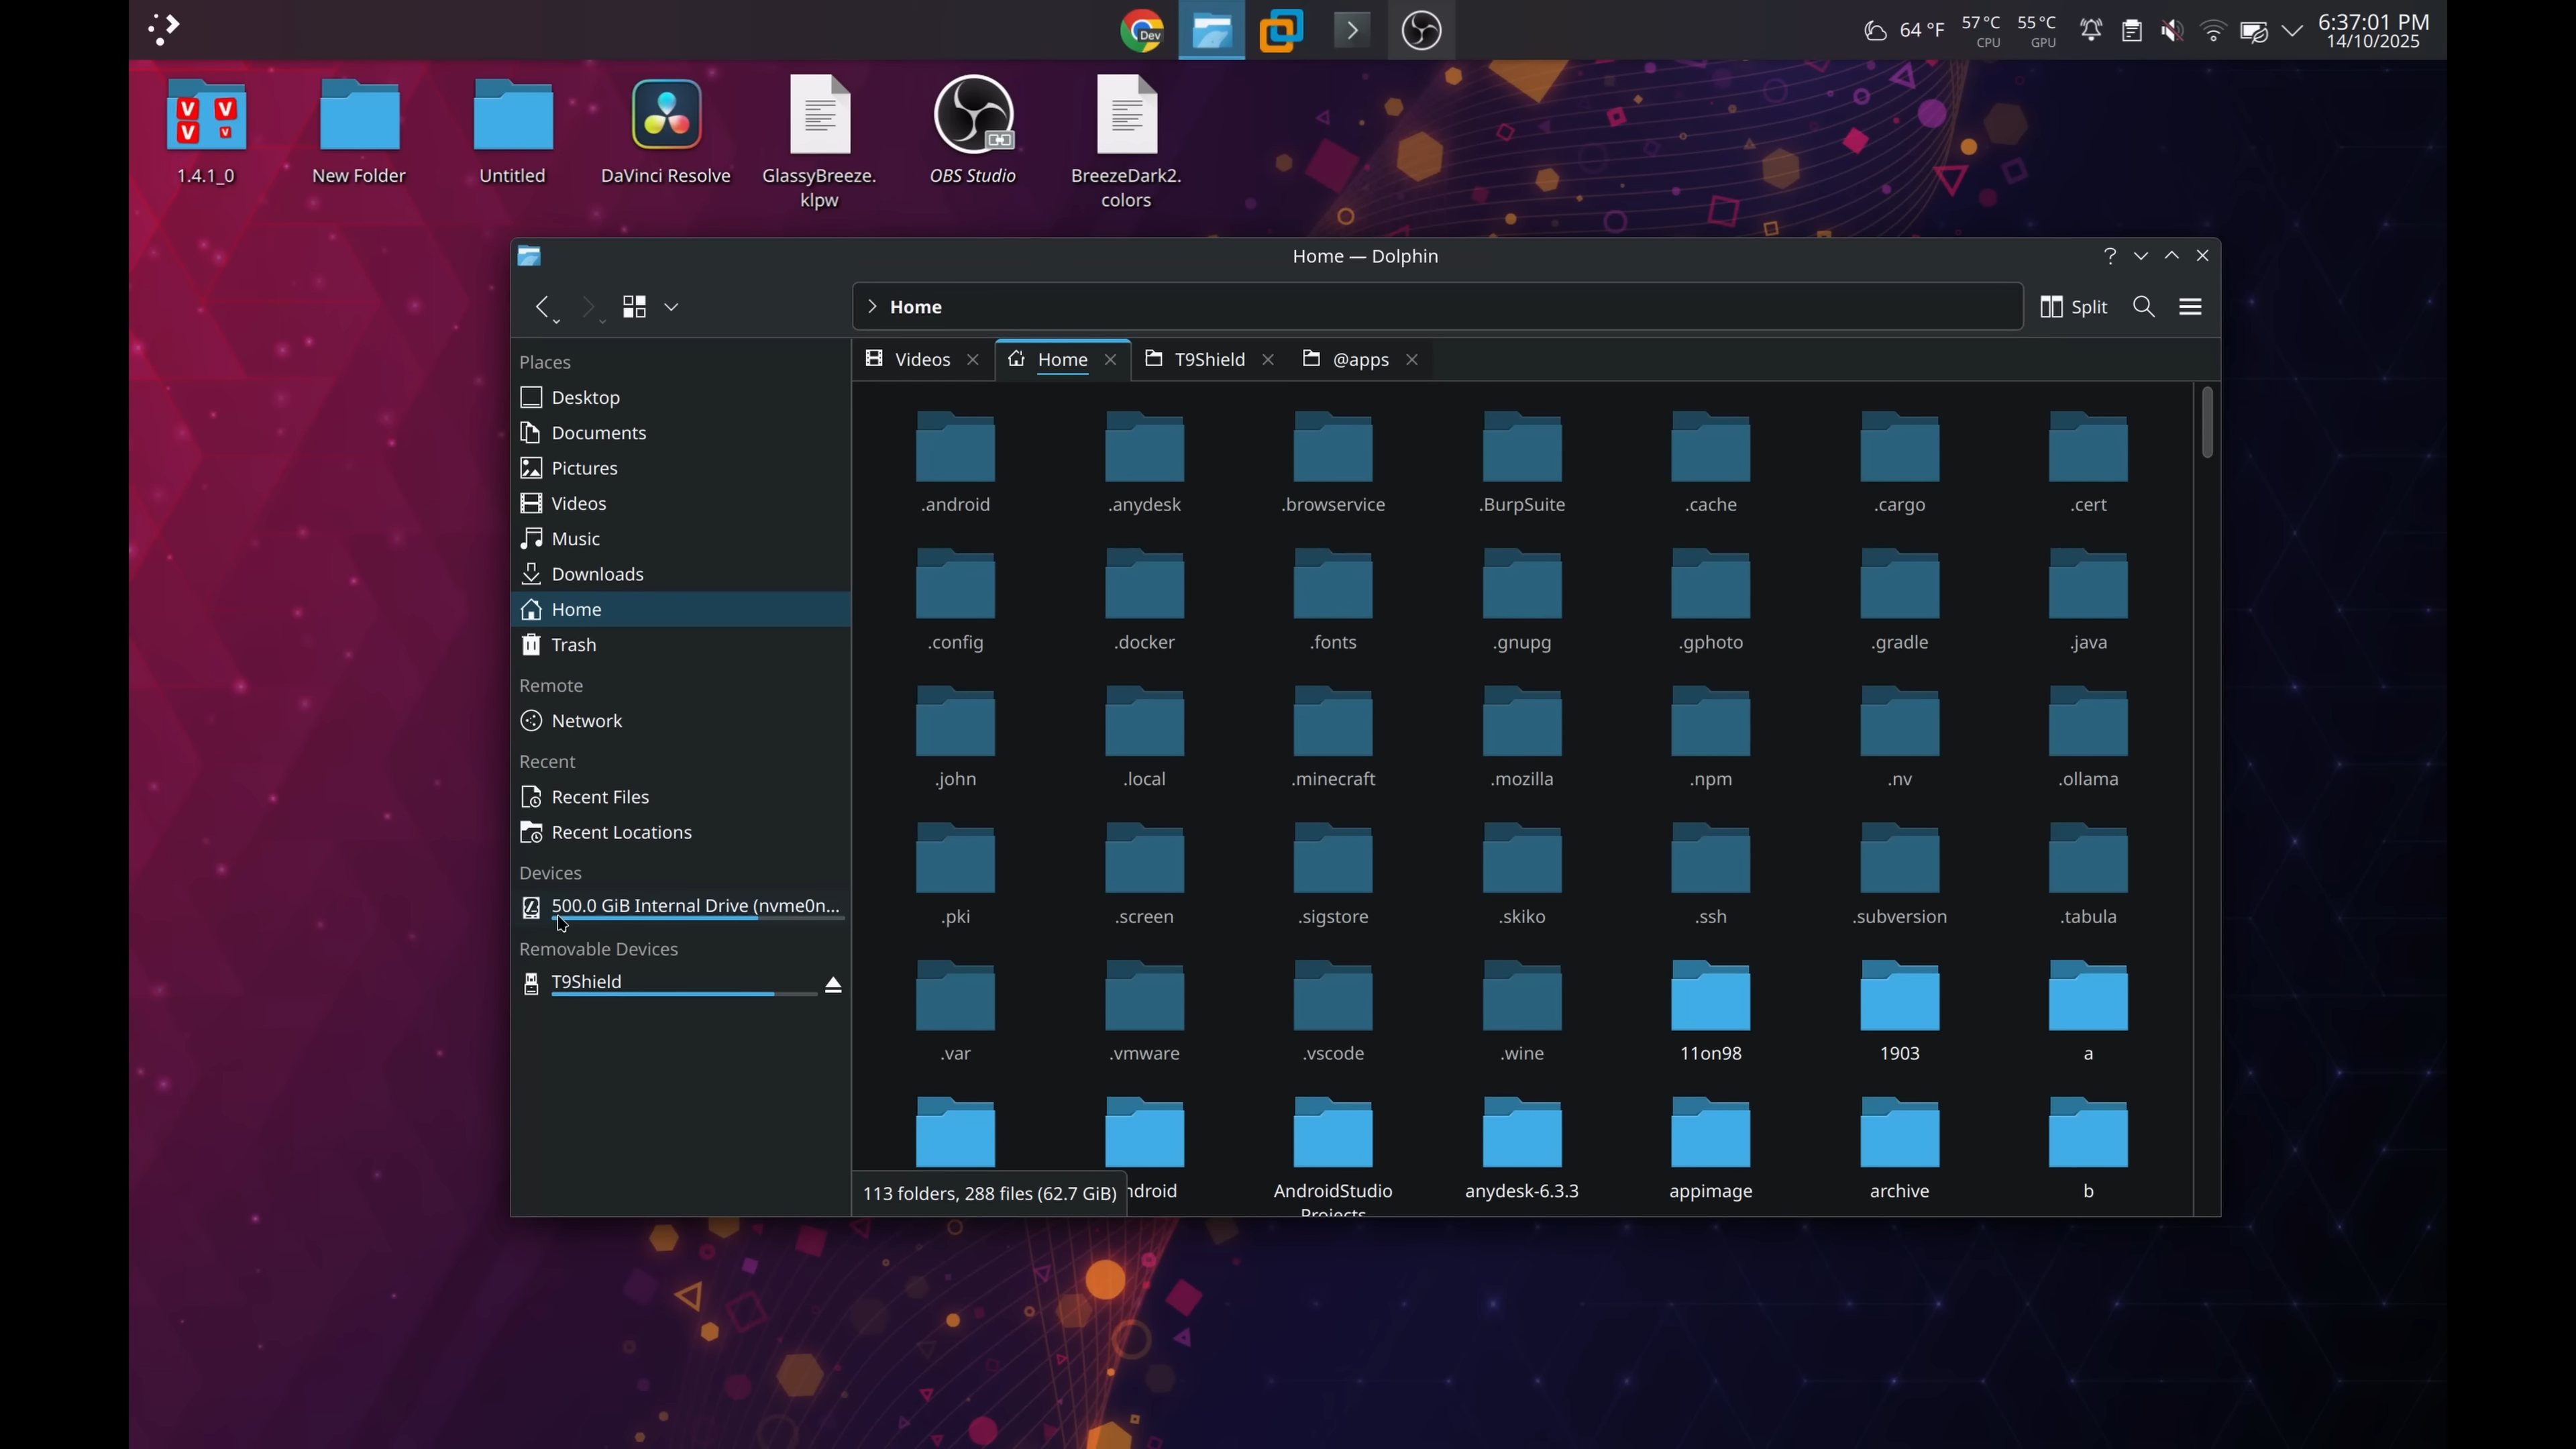 Dev
64 °F
57°C
CPU
55°C
GPU
6:37:01 PM
14/10/2025
V V
V V
1.4.1_0
New Folder
Untitled
DaVinci Resolve
GlassyBreeze.
klpw
OBS Studio
BreezeDark2.
colors
Home — Dolphin
Home
Split
Places
Desktop
Documents
Pictures
Videos
Music
Downloads
Home
Trash
Remote
Network
Recent
Recent Files
Recent Locations
Devices
500.0 GiB Internal Drive (nvme0n...
Removable Devices
T9Shield
Videos
Home
T9Shield
@apps
.android
.anydesk
.browservice
.BurpSuite
.cache
.cargo
.cert
.config
.docker
.fonts
.gnupg
.gphoto
.gradle
.java
.john
.local
.minecraft
.mozilla
.npm
.nv
.ollama
.pki
.screen
.sigstore
.skiko
.ssh
.subversion
.tabula
.var
.vmware
.vscode
.wine
11on98
1903
a
113 folders, 288 files (62.7 GiB)
ndroid
AndroidStudio
Projects
anydesk-6.3.3
appimage
archive
b